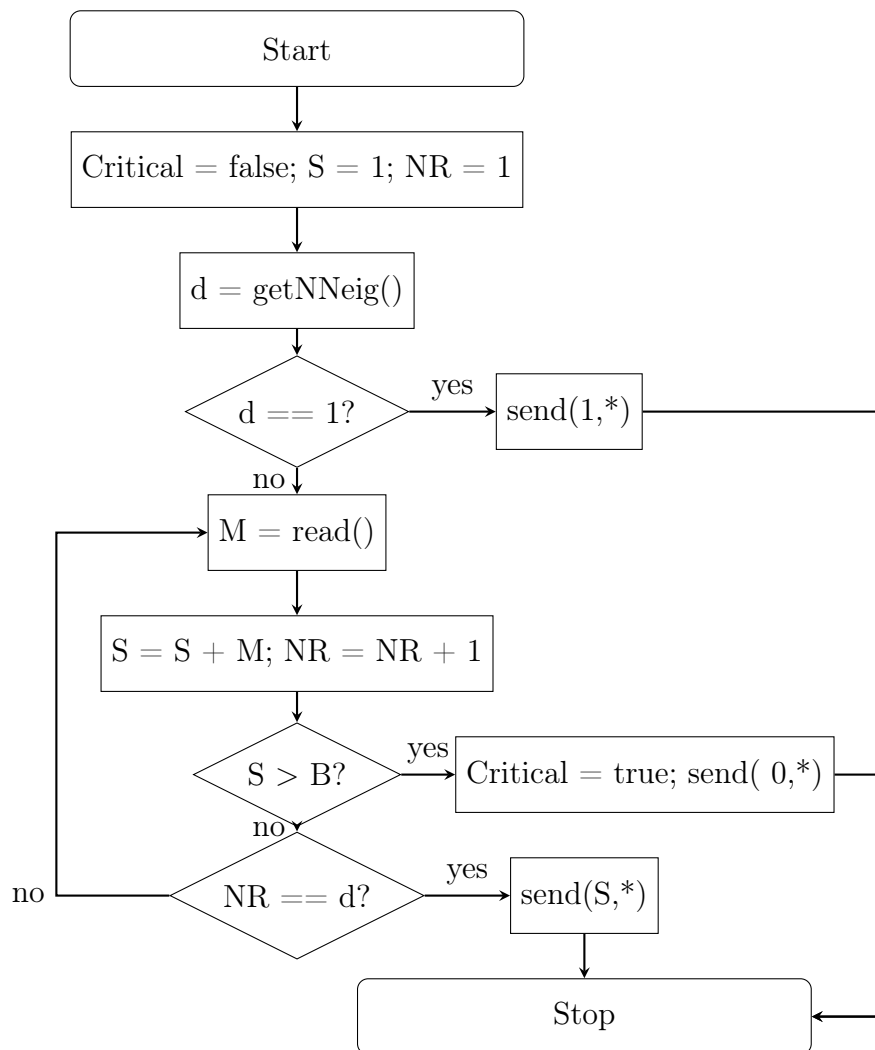 Start
Critical = false; S = 1; NR = 1
d = getNNeig()
d == 1?
yes
send(1,*)
no
M = read()
S = S + M; NR = NR + 1
S > B?
yes
Critical = true; send( 0,*)
no
NR == d?
yes
send(S,*)
no
Stop